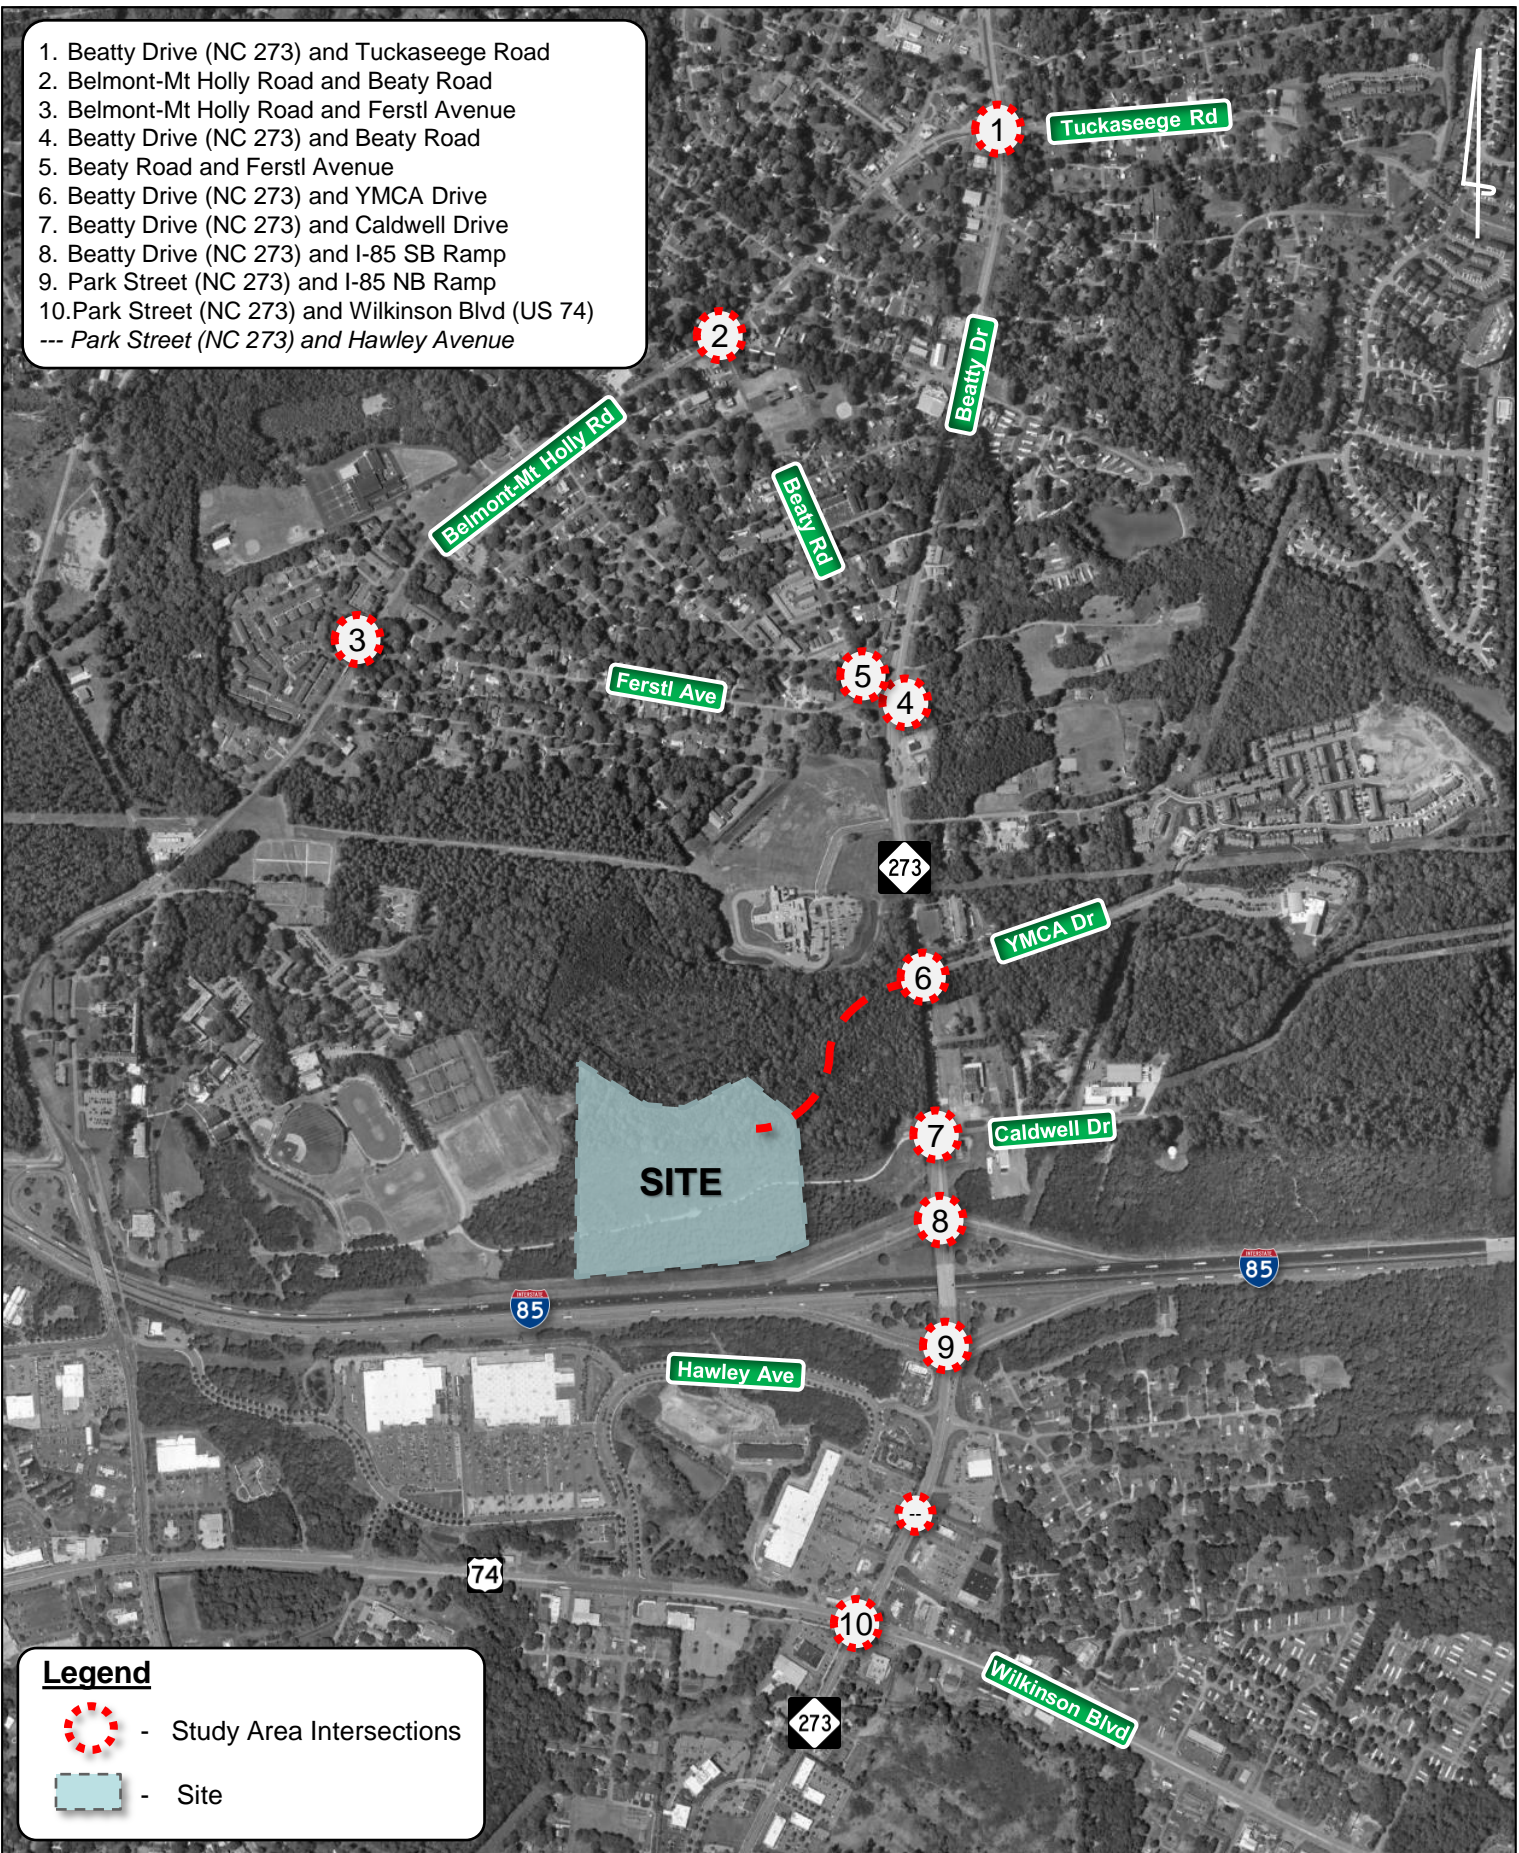 1. Beatty Drive (NC 273) and Tuckaseege Road
2. Belmont-Mt Holly Road and Beaty Road
3. Belmont-Mt Holly Road and Ferstl Avenue
4. Beatty Drive (NC 273) and Beaty Road
5. Beaty Road and Ferstl Avenue
6. Beatty Drive (NC 273) and YMCA Drive
7. Beatty Drive (NC 273) and Caldwell Drive
8. Beatty Drive (NC 273) and I-85 SB Ramp
9. Park Street (NC 273) and I-85 NB Ramp
10.Park Street (NC 273) and Wilkinson Blvd (US 74)
--- Park Street (NC 273) and Hawley Avenue
1
Tuckaseege Rd
2
Beatty Dr
Belmont-Mt Holly Rd
Beaty Rd
3
5
Ferstl Ave
4
273
YMCA Dr
6
7
Caldwell Dr
SITE
8
INTERSTATE
85
INTERSTATE
85
9
Hawley Ave
--
74
10
Wilkinson Blvd
273
Legend
- Study Area Intersections
- Site